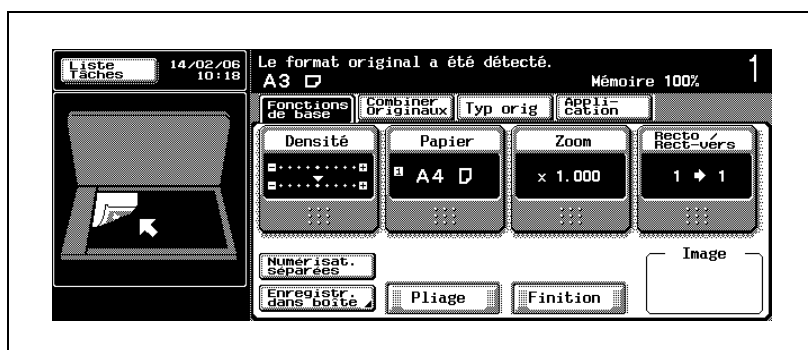 Liste
Tâches
14/02/06
10:18
Le format original a été détecté.
A3
Mémoire 100%
1
Fonctions
de base
Combiner
Originaux
Typ orig
Appli-
cation
Densité
Papier
Zoom
Recto /
Rect-vers
1 A4
× 1.000
1 → 1
Numérisat.
séparées
Image
Enregistr.
dans boîte
Pliage
Finition